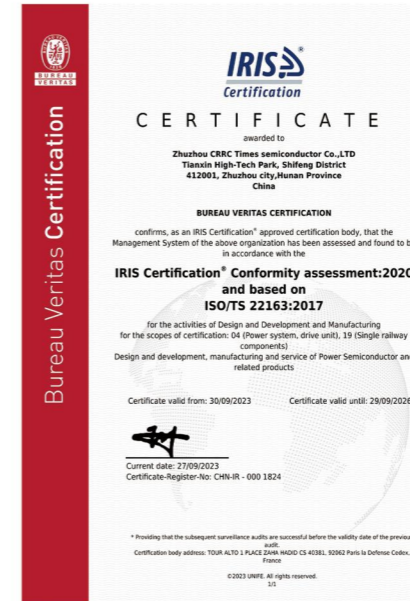 BUREAU
VERITAS
Bureau Veritas Certification
IRIS
Certification
CERTIFICATE
awarded to
Zhuzhou CRRC Times semiconductor Co.,LTD
Tianxin High-Tech Park, Shifeng District
412001, Zhuzhou city,Hunan Province
China
BUREAU VERITAS CERTIFICATION
confirms, as an IRIS Certification® approved certification body, that the
Management System of the above organization has been assessed and found to b
in accordance with the
IRIS Certification® Conformity assessment:2020
and based on
ISO/TS 22163:2017
for the activities of Design and Development and Manufacturing
for the scopes of certification: 04 (Power system, drive unit), 19 (Single railway
components)
Design and development, manufacturing and service of Power Semiconductor and
related products
Certificate valid from: 30/09/2023 Certificate valid until: 29/09/2026
Current date: 27/09/2023
Certificate-Register-No: CHN-IR - 000 1824
* Providing that the subsequent surveillance audits are successful before the validity date of the previou
audit.
Certification body address: TOUR ALTO 1 PLACE ZAHA HADID CS 40381, 92062 Paris la Defense Cedex,
France
©2023 UNIFE. All rights reserved.
1/1